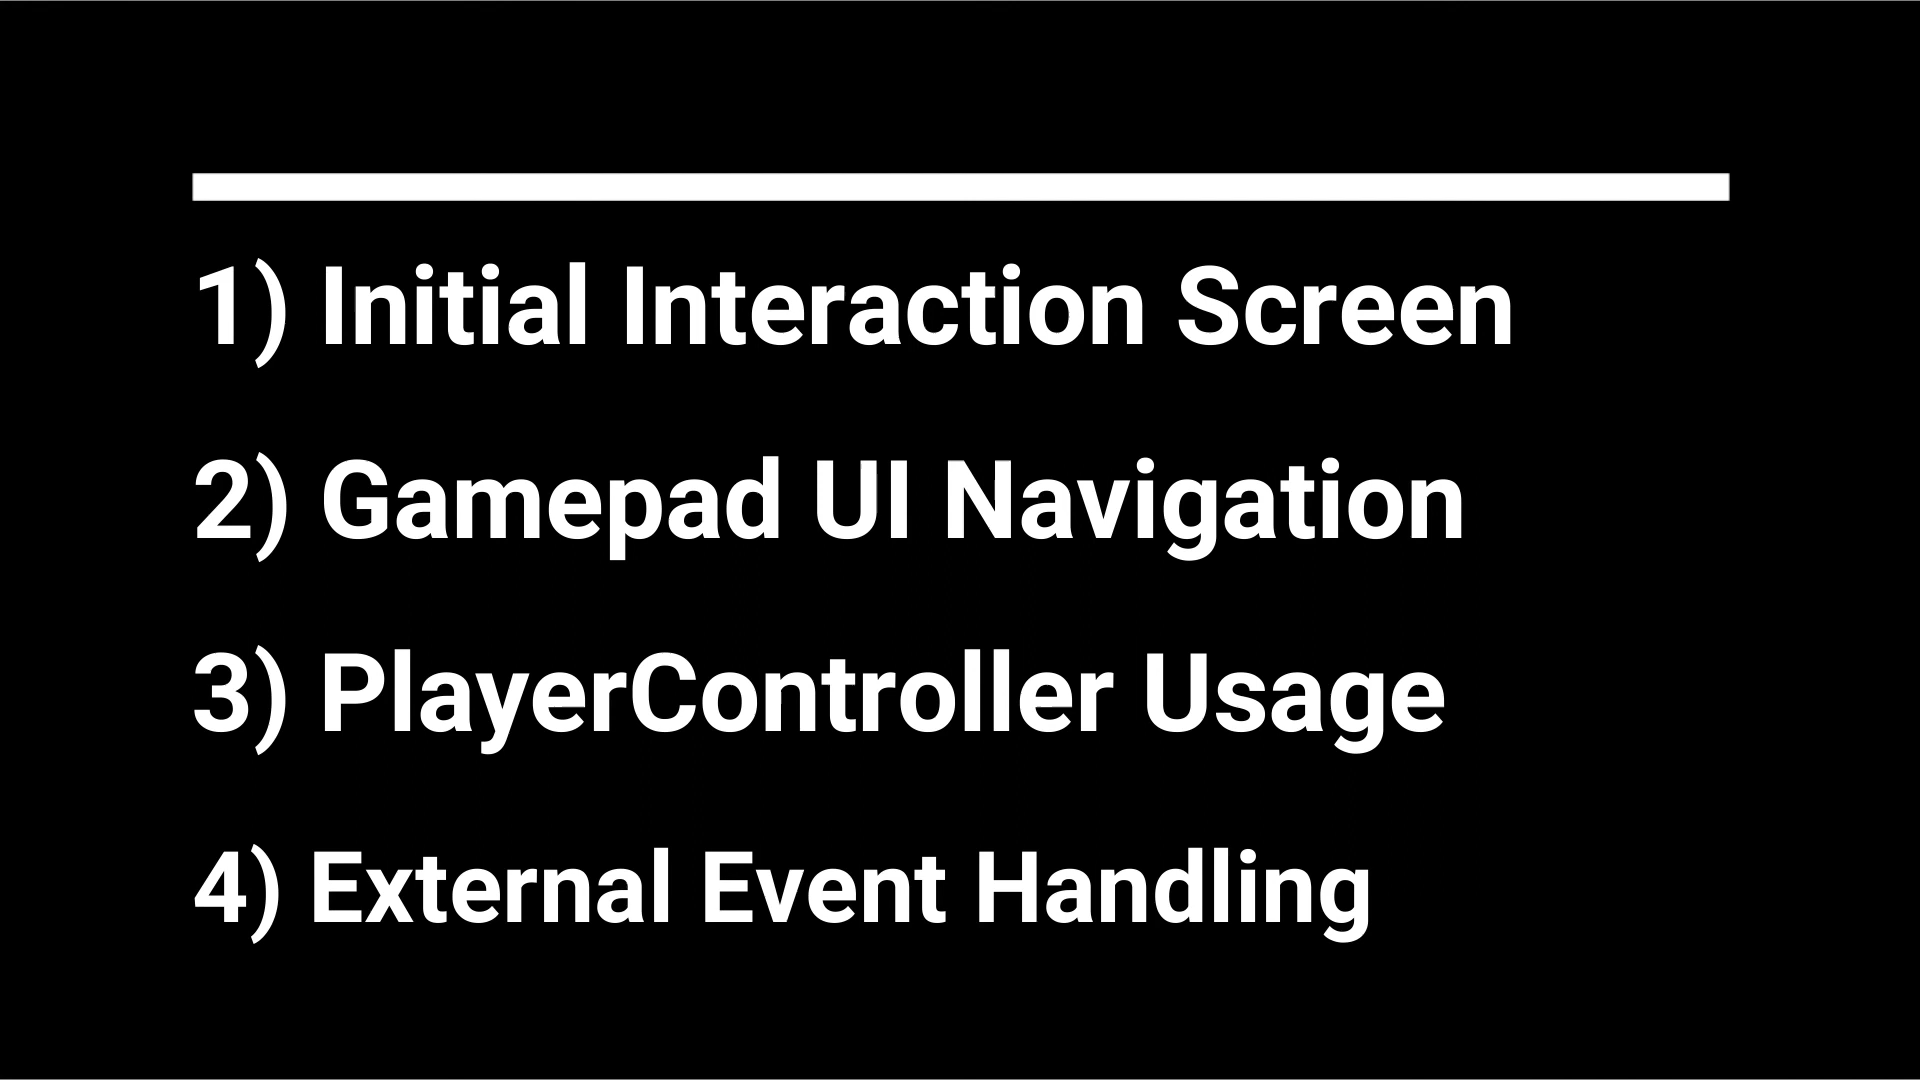 1) Initial Interaction Screen
2) Gamepad UI Navigation
3) PlayerController Usage
4) External Event Handling